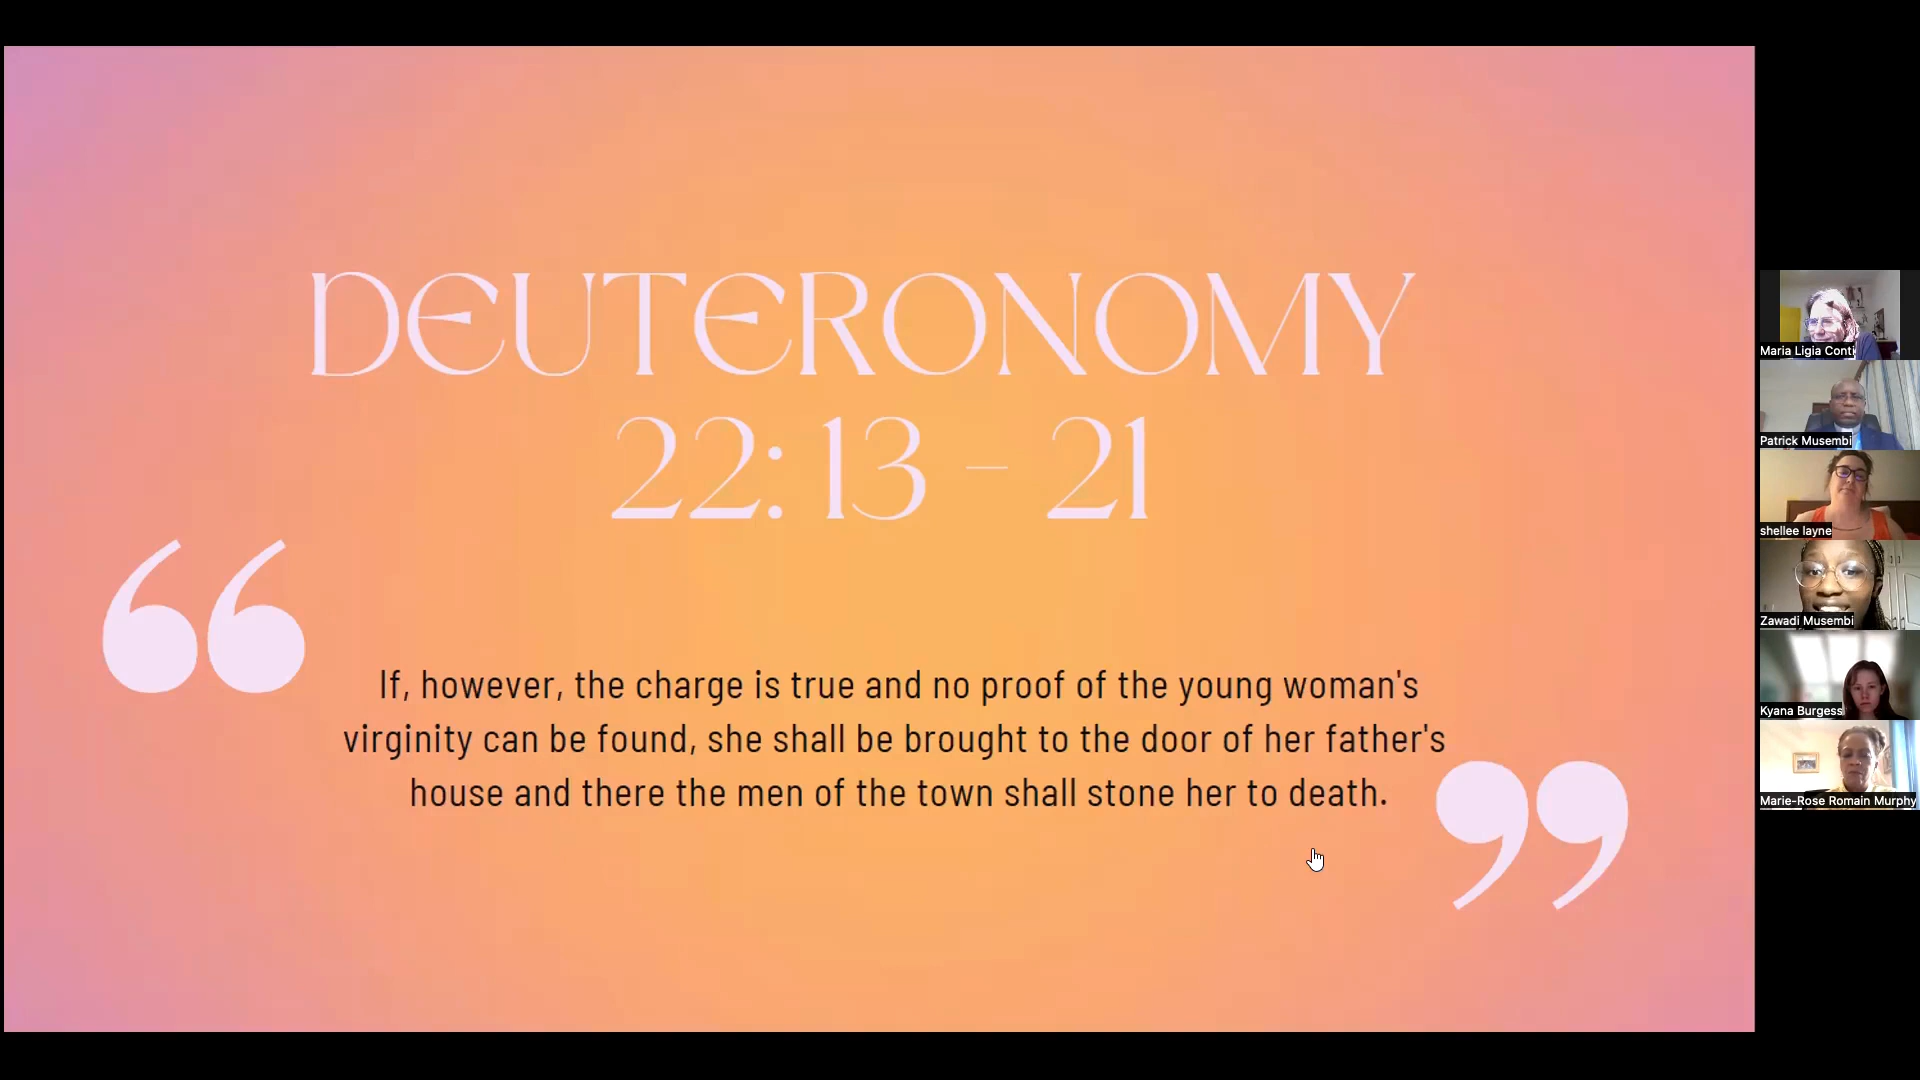 DEUTERONOMY
22: 13 – 21
If, however, the charge is true and no proof of the young woman's
virginity can be found, she shall be brought to the door of her father's
house and there the men of the town shall stone her to death.
Maria Ligia Conti
Patrick Musembi
shellee layne
Zawadi Musembi
Kyana Burgess
Marie-Rose Romain Murphy